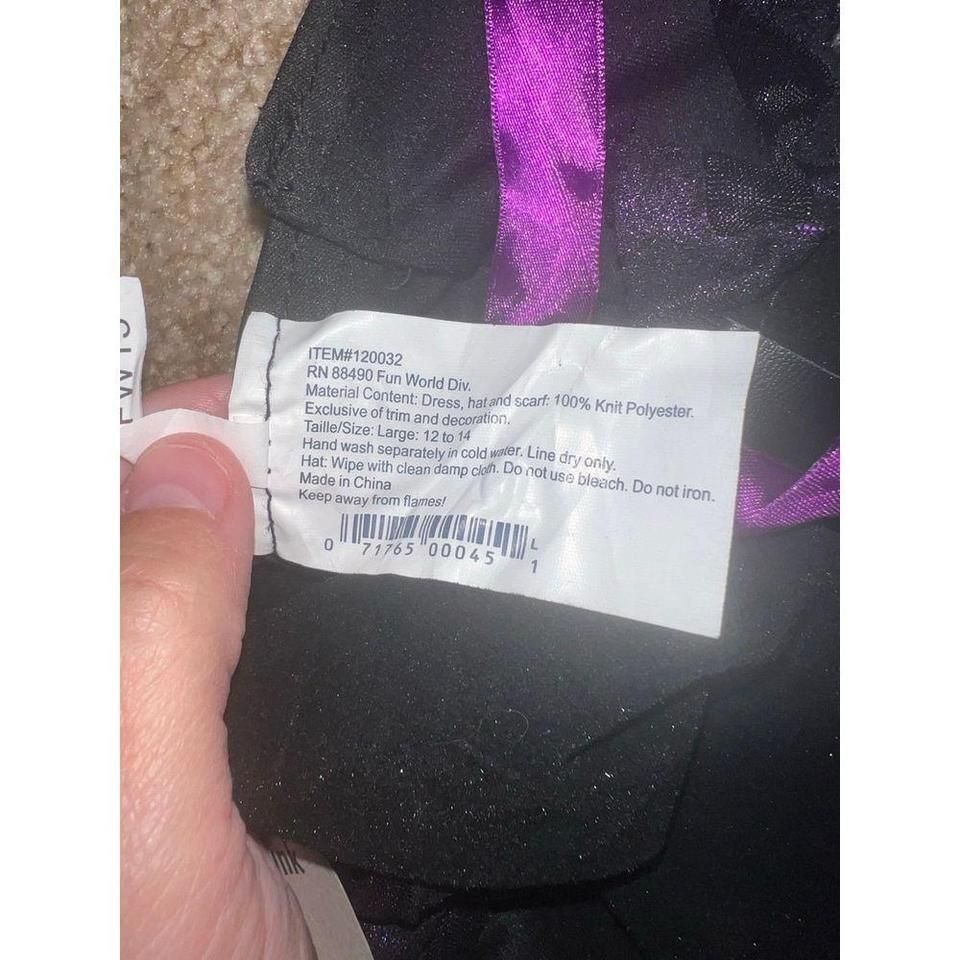 ITEM#120032
RN 88490 Fun World Div.
Material Content: Dress, hat and scarf: 100% Knit Polyester.
Exclusive of trim and decoration.
Taille/Size: Large: 12 to 14
Hand wash separately in cold water. Line dry only.
Hat: Wipe with clean damp cloth. Do not use bleach. Do not iron.
Made in China
Keep away from flames!
0 71765 00045 1
L